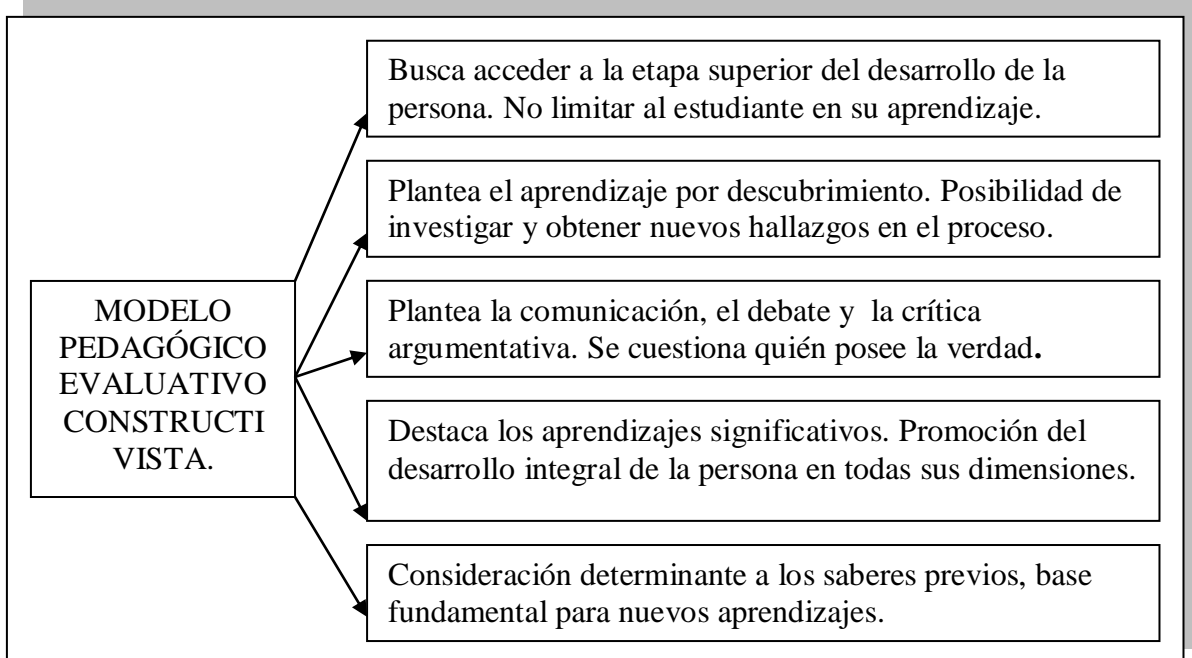 Busca acceder a la etapa superior del desarrollo de la
persona. No limitar al estudiante en su aprendizaje.
Plantea el aprendizaje por descubrimiento. Posibilidad de
investigar y obtener nuevos hallazgos en el proceso.
MODELO
PEDAGÓGICO
EVALUATIVO
CONSTRUCTI
VISTA.
Plantea la comunicación, el debate y la crítica
argumentativa. Se cuestiona quién posee la verdad.
Destaca los aprendizajes significativos. Promoción del
desarrollo integral de la persona en todas sus dimensiones.
Consideración determinante a los saberes previos, base
fundamental para nuevos aprendizajes.